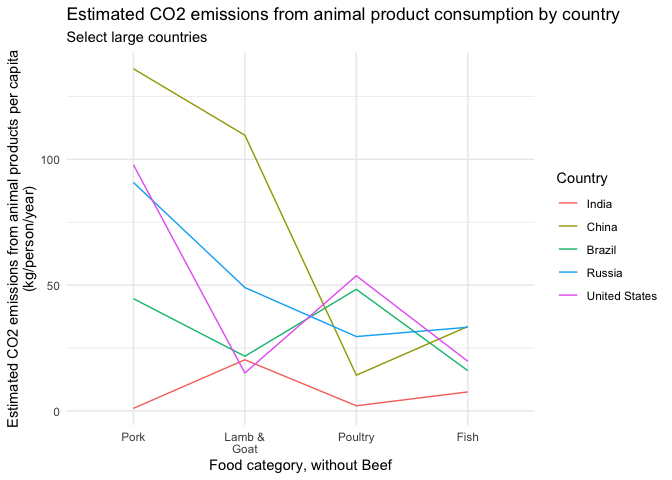 Estimated CO2 emissions from animal product consumption by country
Select large countries
Estimated CO2 emissions from animal products per capita
(kg/person/year)
100
50
0
Pork
Lamb &
Goat
Poultry
Fish
Food category, without Beef
Country
India
China
Brazil
Russia
United States